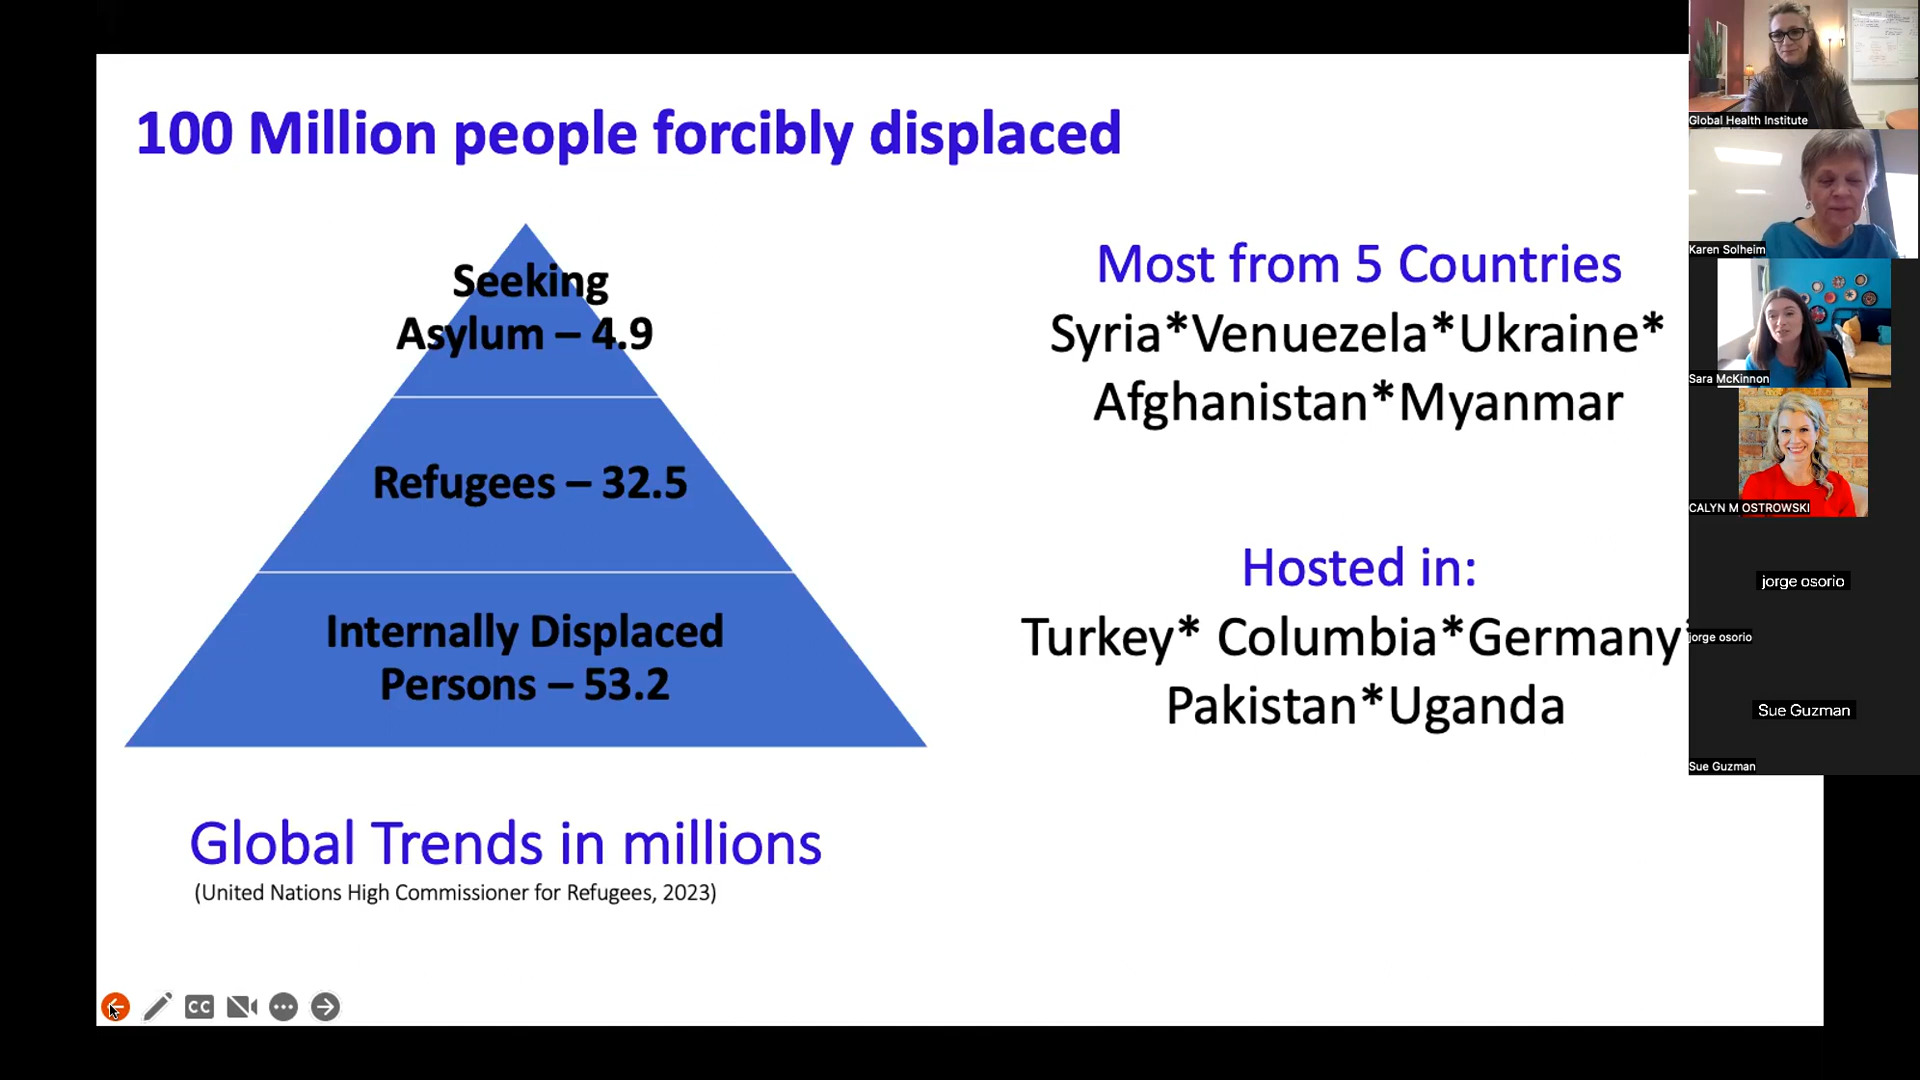 100 Million people forcibly displaced
Seeking
Asylum – 4.9
Refugees – 32.5
Internally Displaced
Persons – 53.2
Global Trends in millions
(United Nations High Commissioner for Refugees, 2023)
Most from 5 Countries
Syria*Venuezela*Ukraine*
Afghanistan*Myanmar
Hosted in:
Turkey* Columbia*Germany*
Pakistan*Uganda
CC
Global Health Institute
Karen Solheim
Sara McKinnon
CALYN M OSTROWSKI
jorge osorio
jorge osorio
Sue Guzman
Sue Guzman